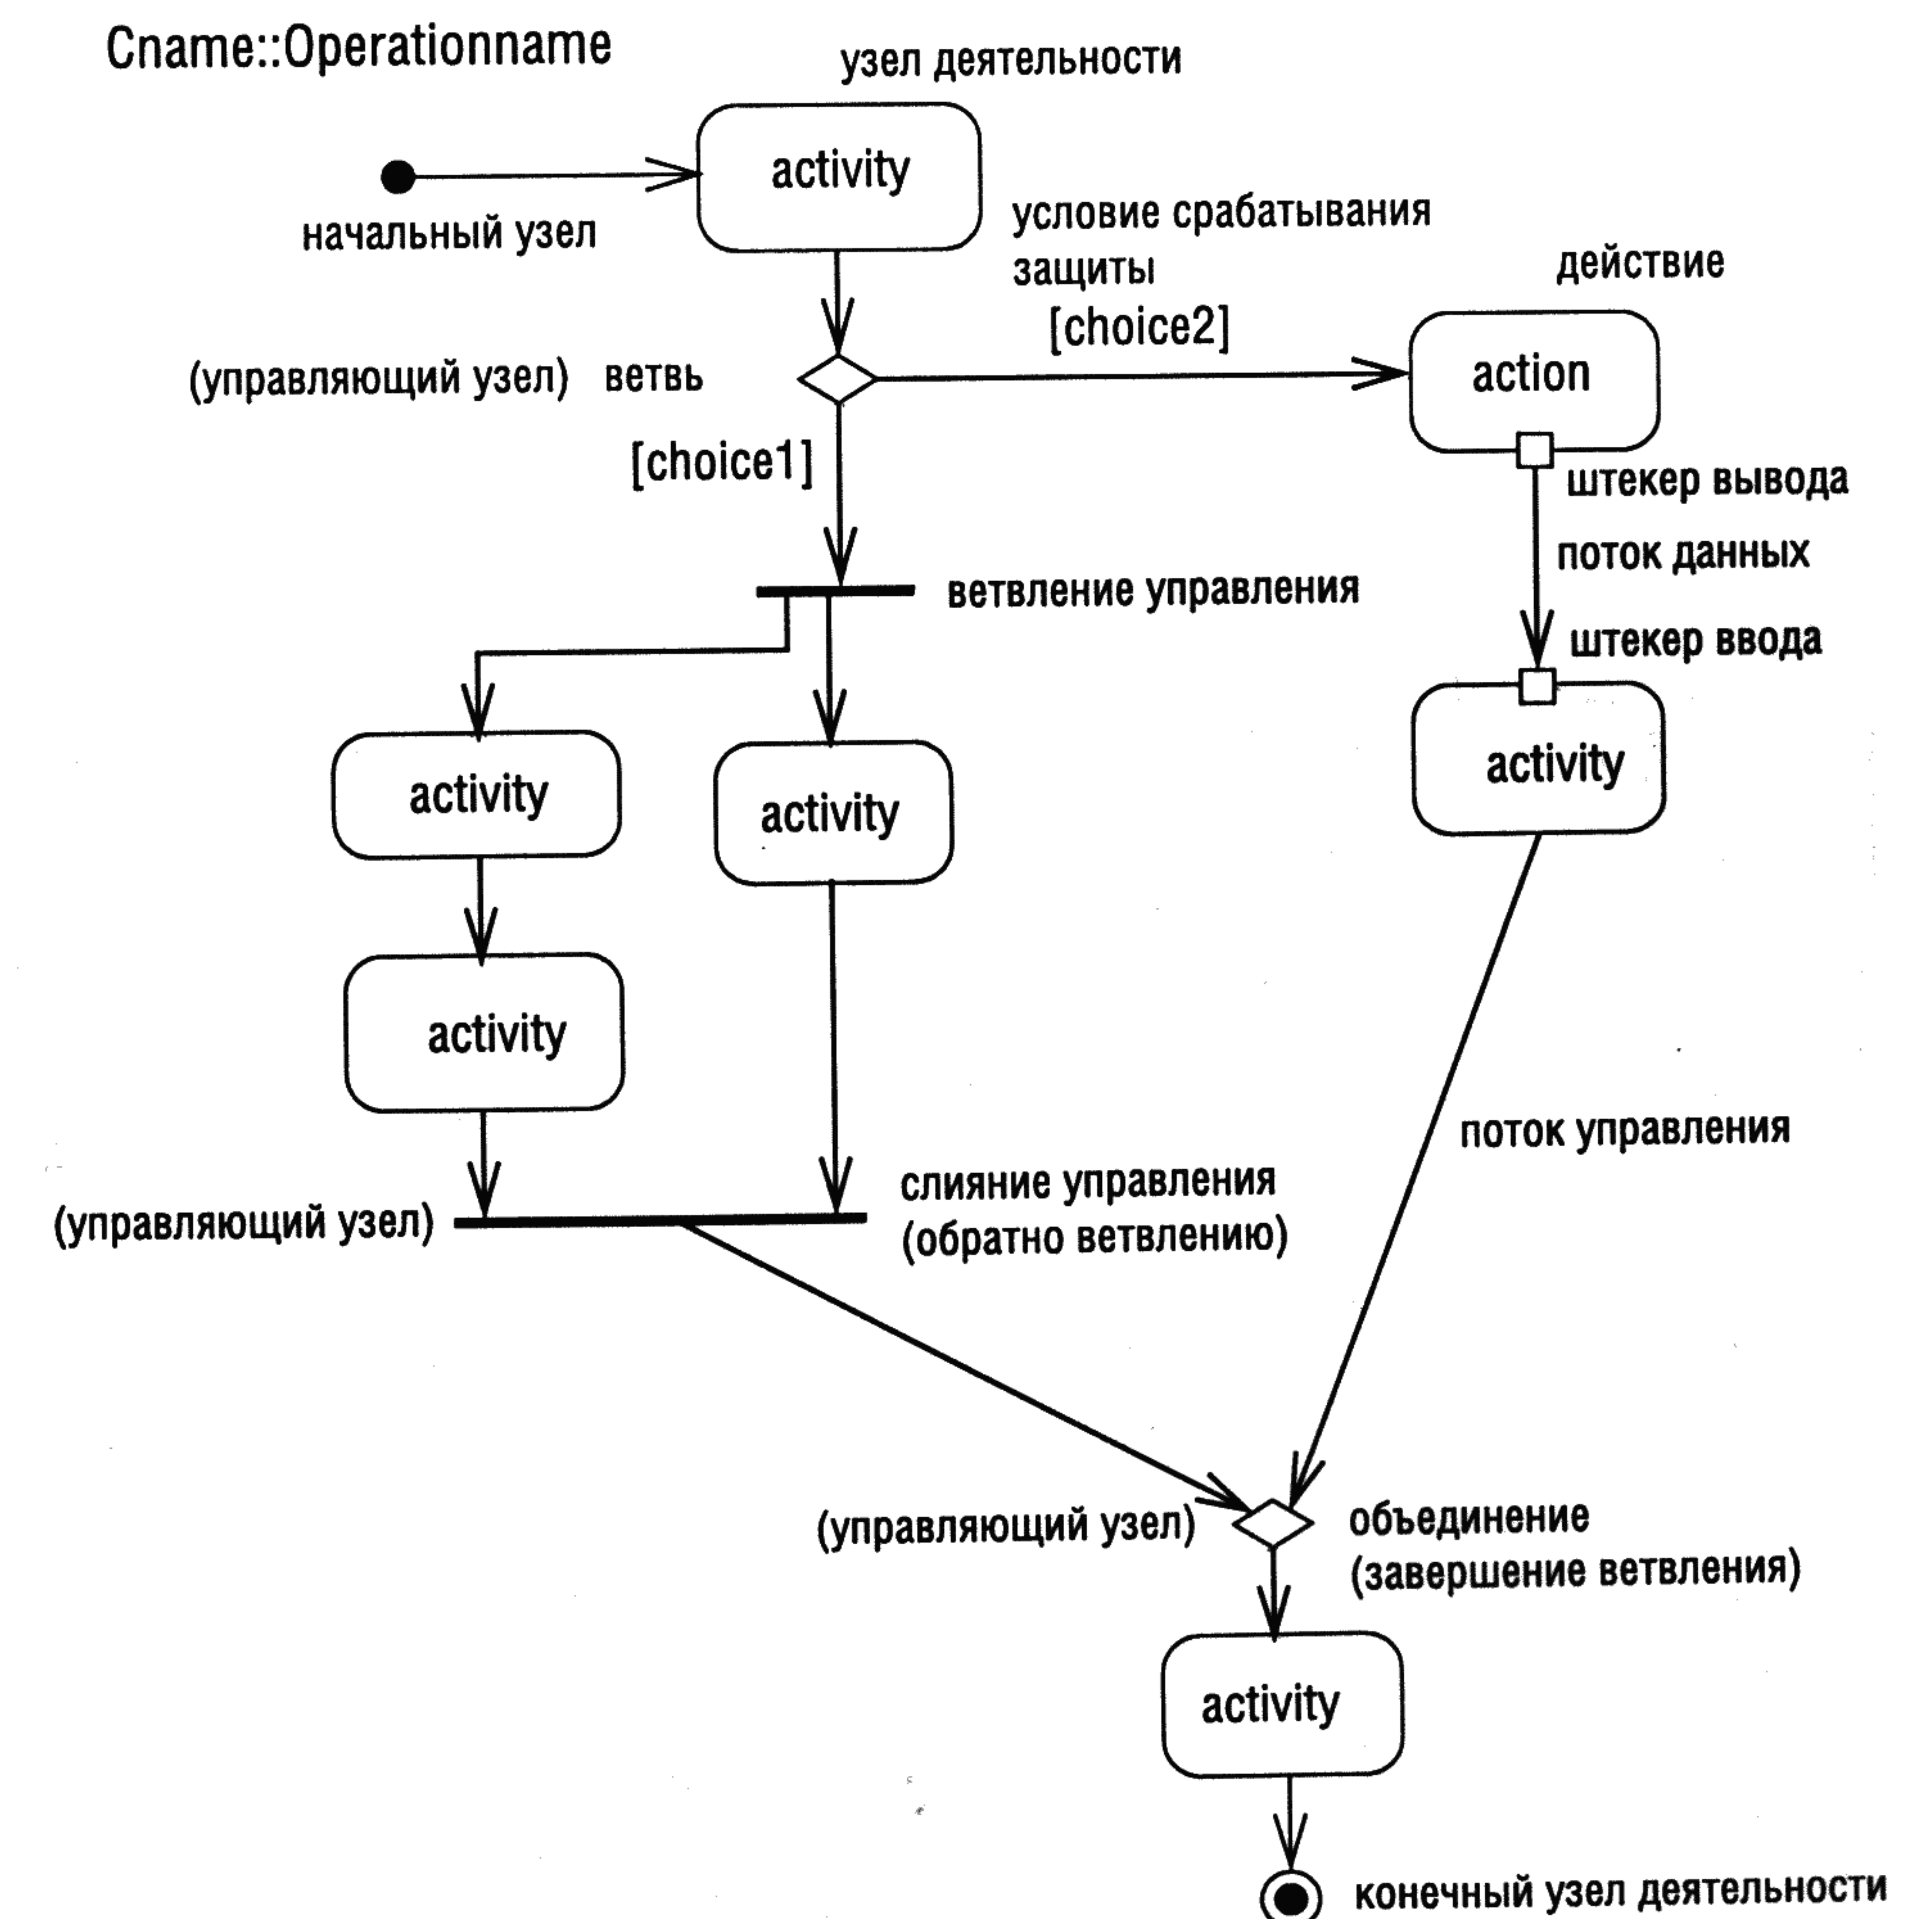 Cname::Operationname
узел деятельности
activity
начальный узел
условие срабатывания
защиты
действие
[choice2]
action
(управляющий узел) ветвь
[choice1]
штекер вывода
поток данных
ветвление управления
штекер ввода
activity
activity
activity
activity
поток управления
слияние управления
(управляющий узел)
(обратно ветвлению)
(управляющий узел)
объединение
(завершение ветвления)
activity
конечный узел деятельности